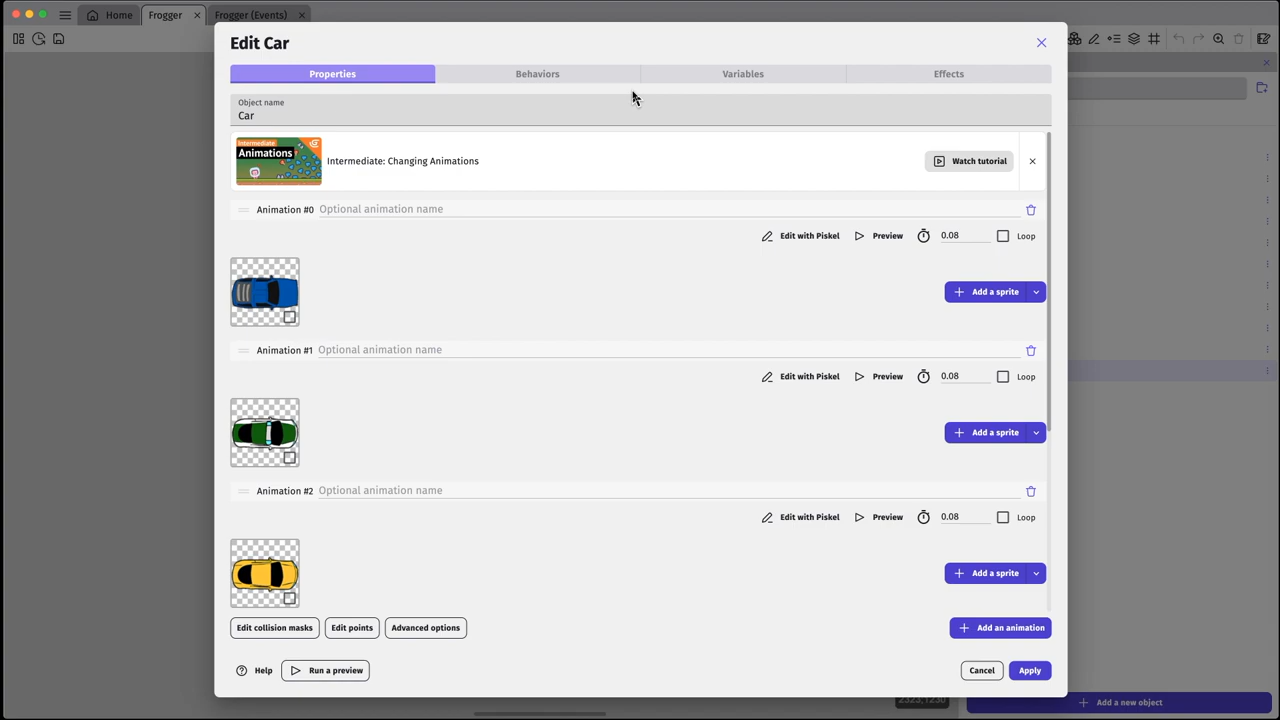 Home
Frogger
Frogger (Events)
Edit Car
Properties
Behaviors
Variables
Effects
Object name
Car
Intermediate
Animations
Intermediate: Changing Animations
Watch tutorial
Animation #0 Optional animation name
Edit with Piskel Preview 0.08 Loop
Add a sprite
Animation #1 Optional animation name
Edit with Piskel Preview 0.08 Loop
Add a sprite
Animation #2 Optional animation name
Edit with Piskel Preview 0.08 Loop
Add a sprite
Edit collision masks Edit points Advanced options Add an animation
Help Run a preview Cancel Apply
2323;1230
Add a new object